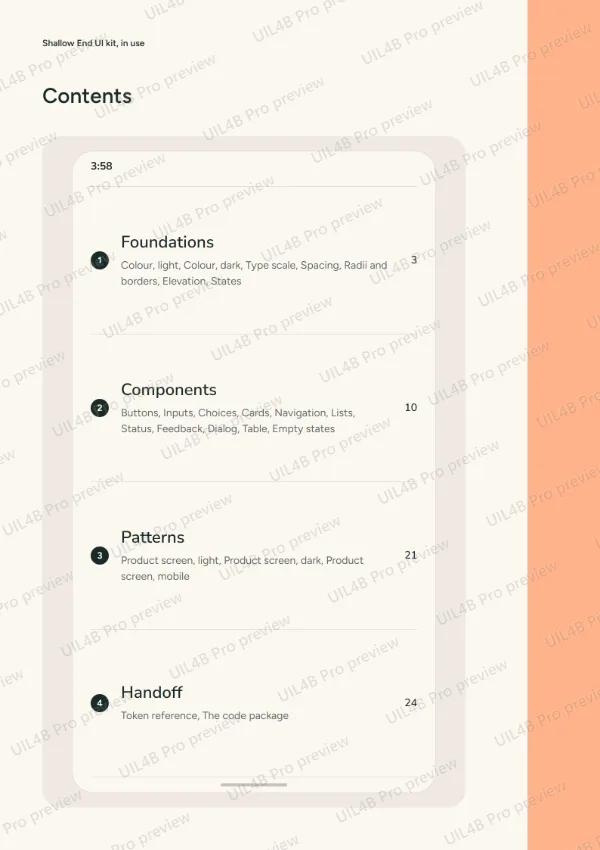 Shallow End UI kit, in use
Contents
3:58
Foundations
1
Colour, light, Colour, dark, Type scale, Spacing, Radii and
borders, Elevation, States
3
Components
2
Buttons, Inputs, Choices, Cards, Navigation, Lists,
Status, Feedback, Dialog, Table, Empty states
10
Patterns
3
Product screen, light, Product screen, dark, Product
screen, mobile
21
Handoff
4
Token reference, The code package
24
UIL4B Pro preview